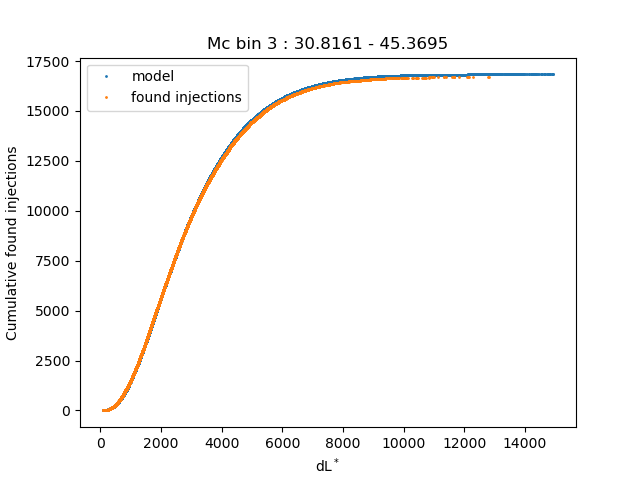 Mc bin 3 : 30.8161 - 45.3695
model
found injections
17500
15000
12500
10000
7500
5000
2500
0
Cumulative found injections
0 2000 4000 6000 8000 10000 12000 14000
dL*